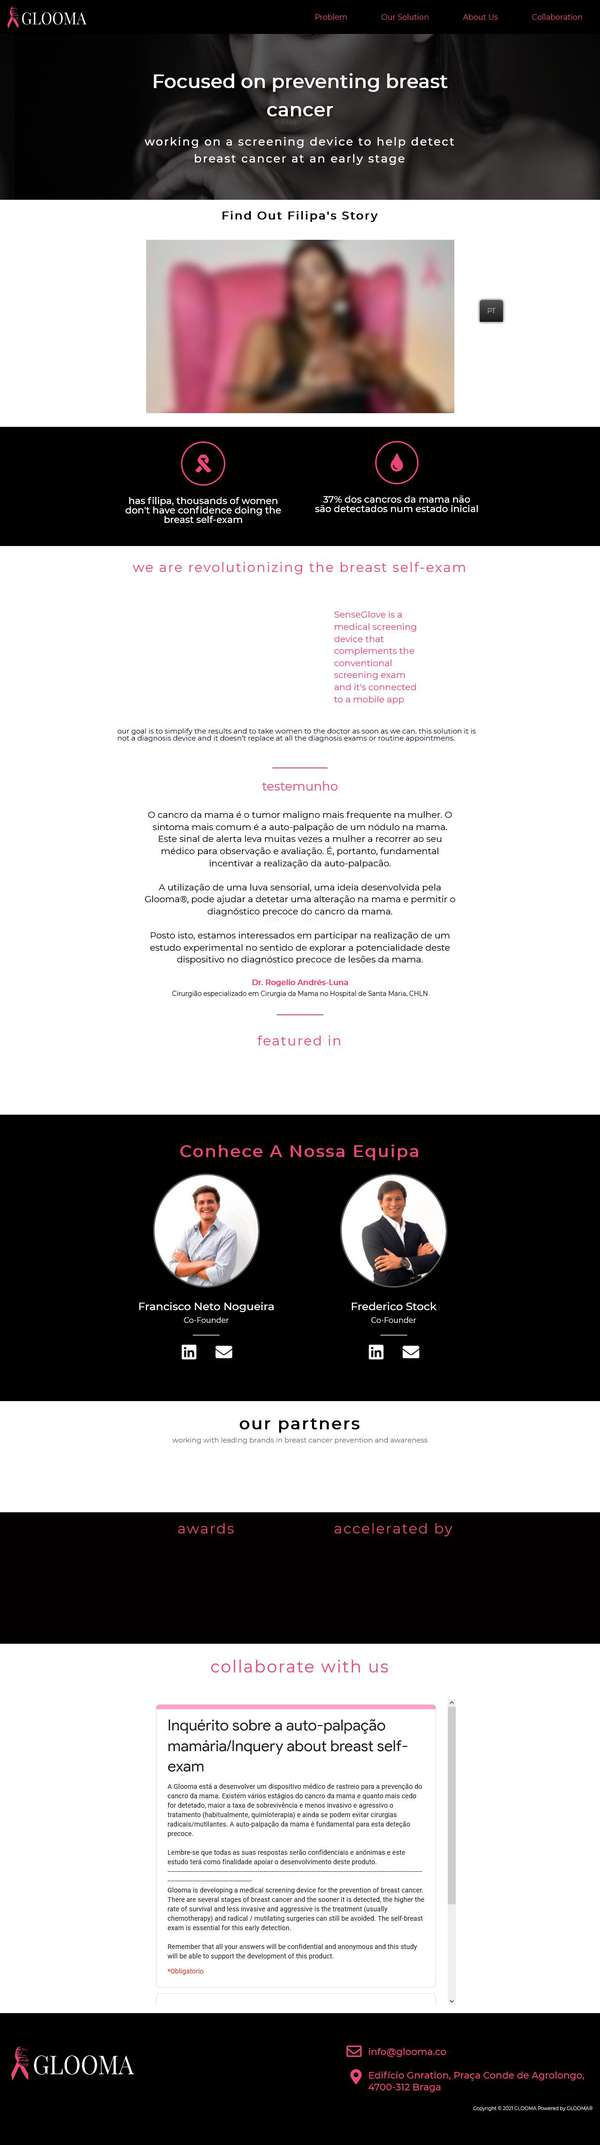 GLOOMA
Problem
Our Solution
About Us
Collaboration
Focused on preventing breast
cancer
working on a screening device to help detect
breast cancer at an early stage
Find Out Filipa's Story
PT
has filipa, thousands of women
don't have confidence doing the
breast self-exam
37% dos cancros da mama não
são detectados num estado inicial
we are revolutionizing the breast self-exam
SenseGlove is a
medical screening
device that
complements the
conventional
screening exam
and it's connected
to a mobile app
our goal is to simplify the results and to take women to the doctor as soon as we can. this solution it is
not a diagnosis device and it doesn't replace at all the diagnosis exams or routine appointmens.
testemunho
O cancro da mama é o tumor maligno mais frequente na mulher. O
sintoma mais comum é a auto-palpação de um nódulo na mama.
Este sinal de alerta leva muitas vezes a mulher a recorrer ao seu
médico para observação e avaliação. É, portanto, fundamental
incentivar a realização da auto-palpacão.
A utilização de uma luva sensorial, uma ideia desenvolvida pela
Glooma®, pode ajudar a detetar uma alteração na mama e permitir o
diagnóstico precoce do cancro da mama.
Posto isto, estamos interessados em participar na realização de um
estudo experimental no sentido de explorar a potencialidade deste
dispositivo no diagnóstico precoce de lesões da mama.
Dr. Rogelio Andrés-Luna
Cirurgião especializado em Cirurgia da Mama no Hospital de Santa Maria, CHLN
featured in
Conhece A Nossa Equipa
Francisco Neto Nogueira
Co-Founder
Frederico Stock
Co-Founder
our partners
working with leading brands in breast cancer prevention and awareness
awards
accelerated by
collaborate with us
Inquérito sobre a auto-palpação
mamária/Inquery about breast self-
exam
A Glooma está a desenvolver um dispositivo médico de rastreio para a prevenção do
cancro da mama. Existem vários estágios do cancro da mama e quanto mais cedo
for detetado, maior a taxa de sobrevivência e menos invasivo e agressivo o
tratamento (habitualmente, quimioterapia) e ainda se podem evitar cirurgias
radicais/mutilantes. A auto-palpação da mama é fundamental para esta deteção
precoce.
Lembre-se que todas as suas respostas serão confidenciais e anónimas e este
estudo terá como finalidade apoiar o desenvolvimento deste produto.
Glooma is developing a medical screening device for the prevention of breast cancer.
There are several stages of breast cancer and the sooner it is detected, the higher the
rate of survival and less invasive and aggressive is the treatment (usually
chemotherapy) and radical / mutilating surgeries can still be avoided. The self-breast
exam is essential for this early detection.
Remember that all your answers will be confidential and anonymous and this study
will be able to support the development of this product.
*Obligatorio
GLOOMA
info@glooma.co
Edifício Gnration, Praça Conde de Agrolongo,
4700-312 Braga
Copyright © 2021 GLOOMA Powered by GLOOMA®